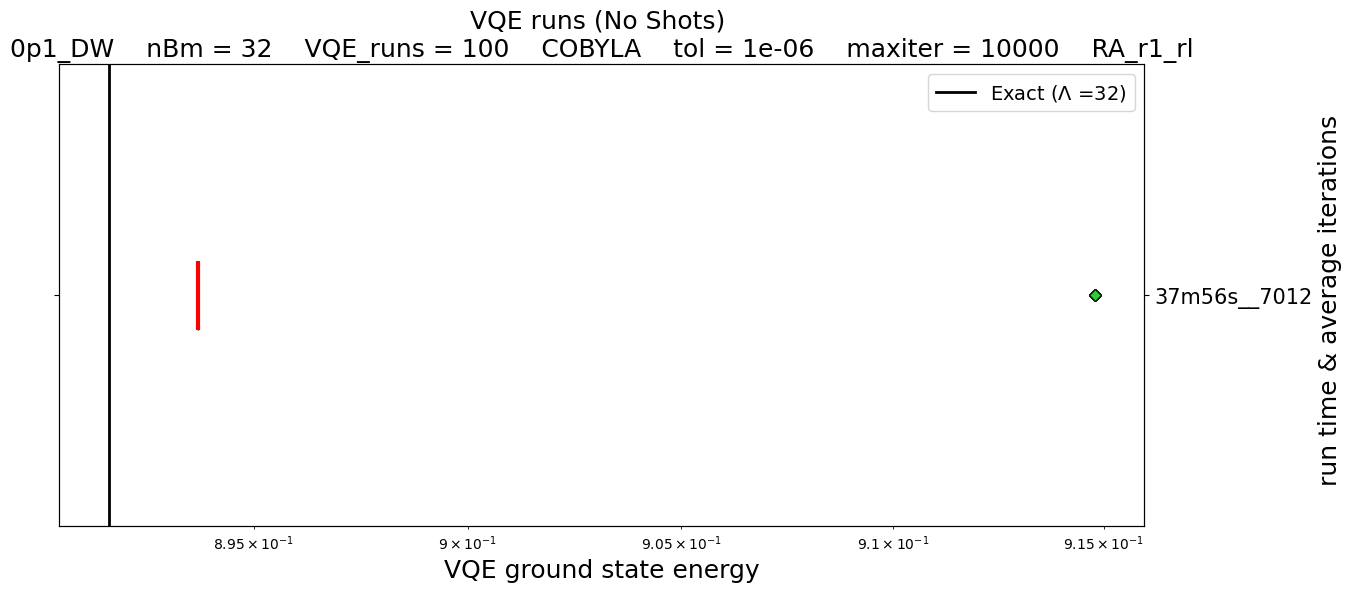 VQE runs (No Shots)
0p1_DW    nBm = 32    VQE_runs = 100    COBYLA    tol = 1e-06    maxiter = 10000    RA_r1_rl
Exact (Λ =32)
37m56s__7012
run time & average itrerations
8.95 × 10⁻¹    9 × 10⁻¹    9.05 × 10⁻¹    9.1 × 10⁻¹    9.15 × 10⁻¹
VQE ground state energy